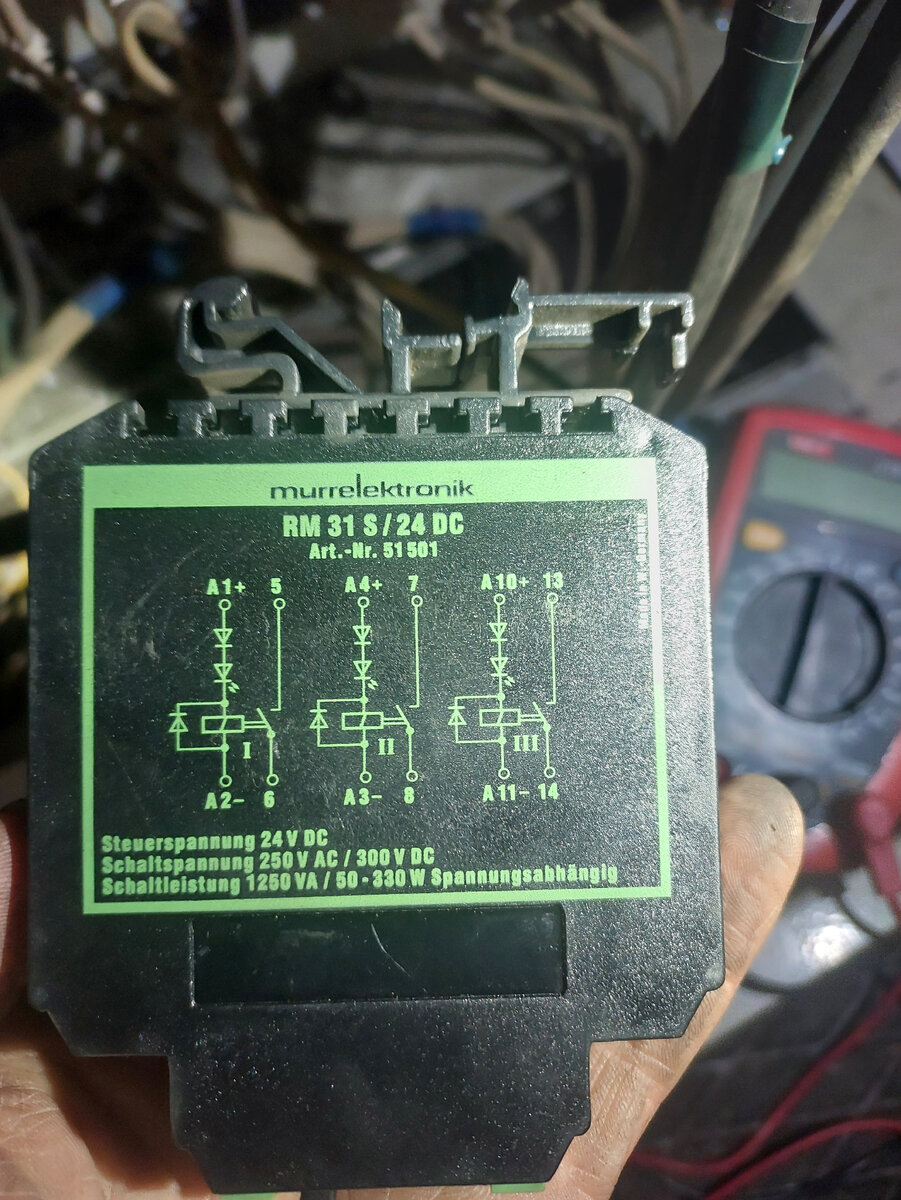 murrelektronik
RM 31 S / 24 DC
Art.-Nr. 51 501
A1+ 5 A4+ 7 A10+ 13
I II III
A2- 6 A3- 8 A11- 14
Steuerspannung 24 V DC
Schaltspannung 250 V AC / 300 V DC
Schaltleistung 1250 VA / 50 - 330 W Spannungsabhängig